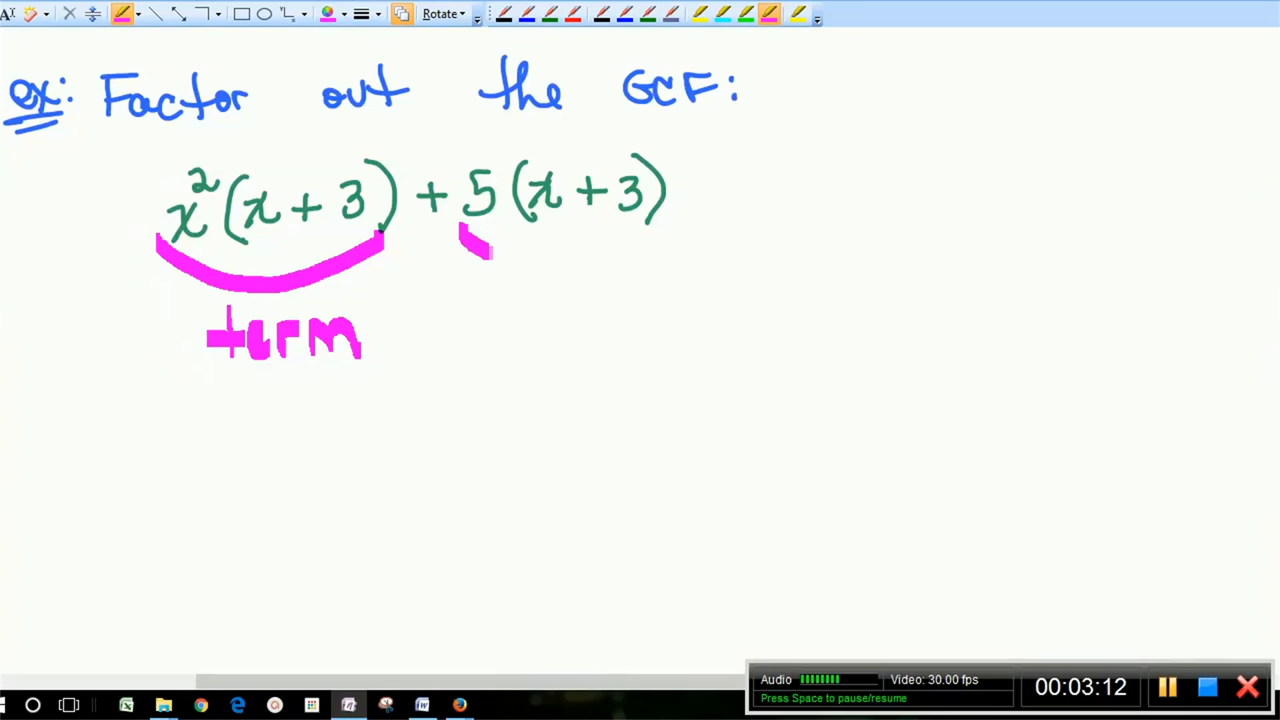 Rotate
ex: Factor out the GCF:
x²(x + 3) + 5(x + 3)
term
Audio Video: 30.00 fps
Press Space to pause/resume
00:03:12